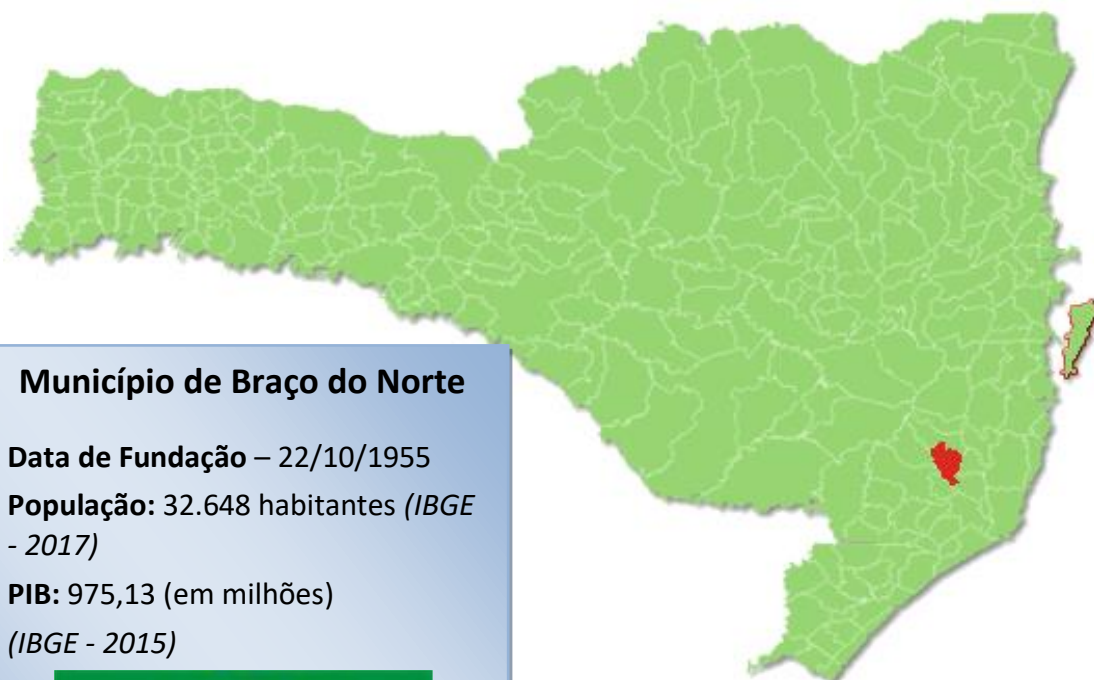 Município de Braço do Norte
Data de Fundação – 22/10/1955
População: 32.648 habitantes (IBGE
- 2017)
PIB: 975,13 (em milhões)
(IBGE - 2015)